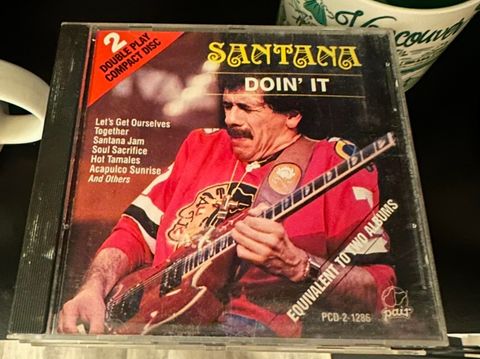 2
DOUBLE PLAY
COMPACT DISC
SANTANA
DOIN' IT
Let's Get Ourselves
Together
Santana Jam
Soul Sacrifice
Hot Tamales
Acapulco Sunrise
And Others
EQUIVALENT TO TWO ALBUMS
PCD-2-1286
pair
Vancouver